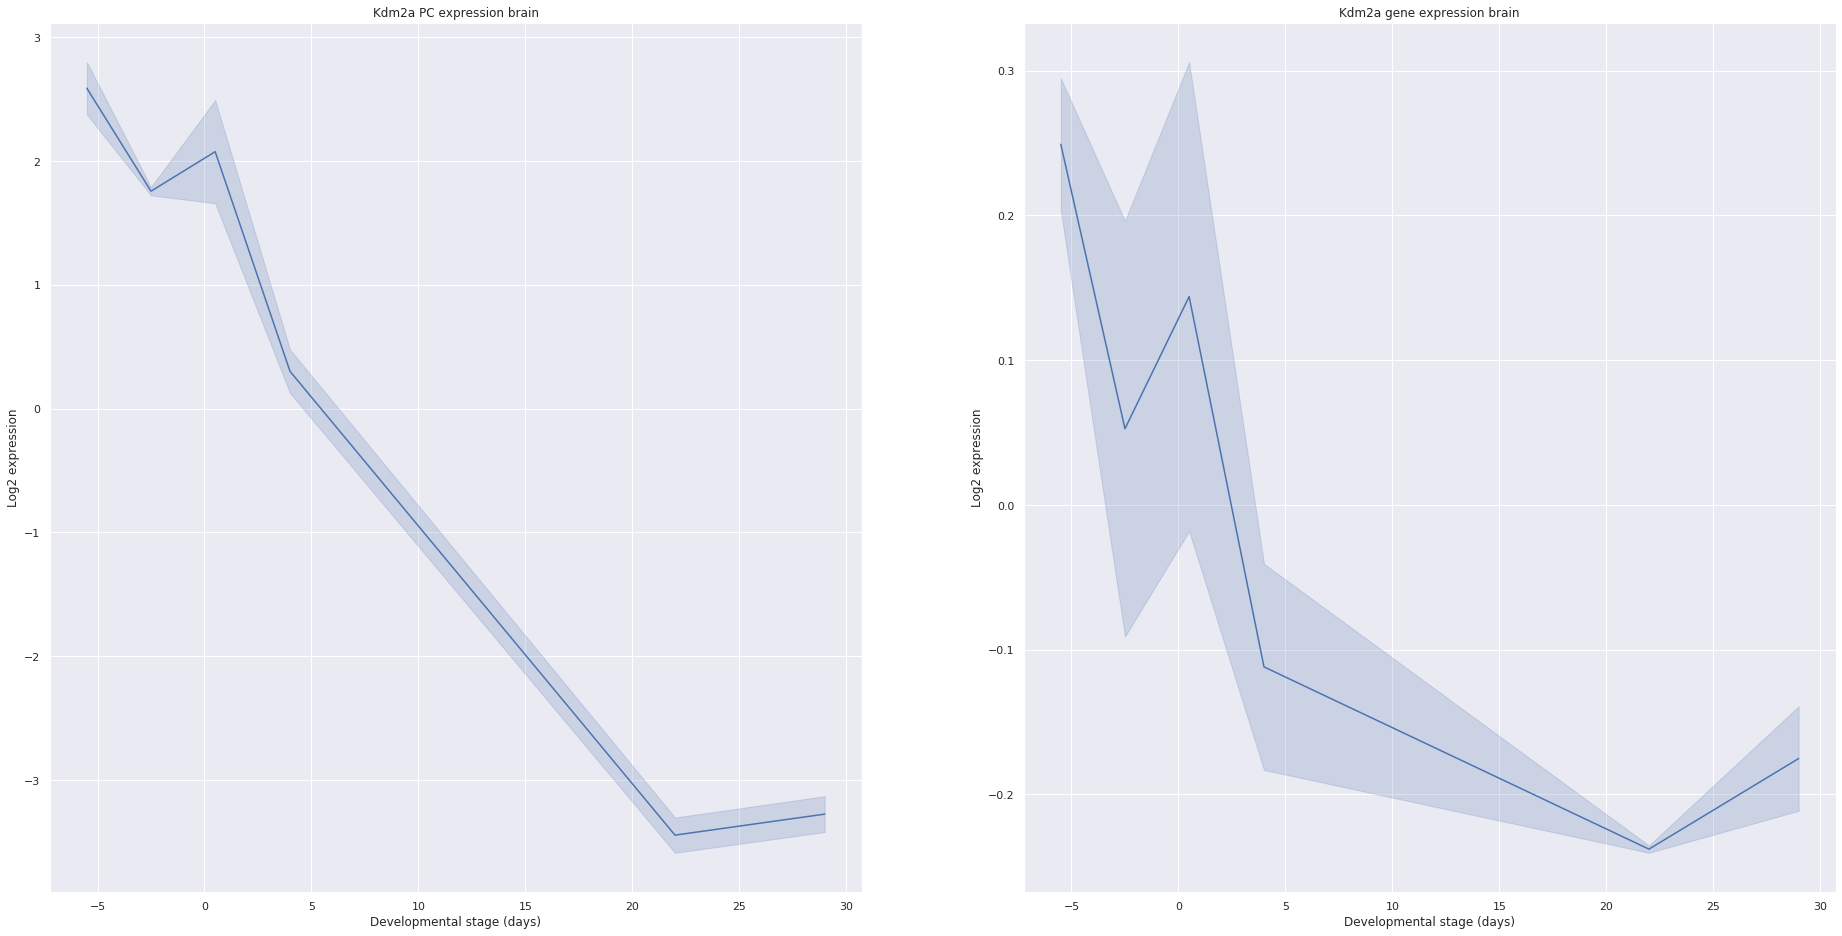 Kdm2a PC expression brain
3
2
1
0
−1
−2
−3
Log2 expression
−5 0 5 10 15 20 25 30
Developmental stage (days)
Kdm2a gene expression brain
0.3
0.2
0.1
0.0
−0.1
−0.2
Log2 expression
−5 0 5 10 15 20 25 30
Developmental stage (days)